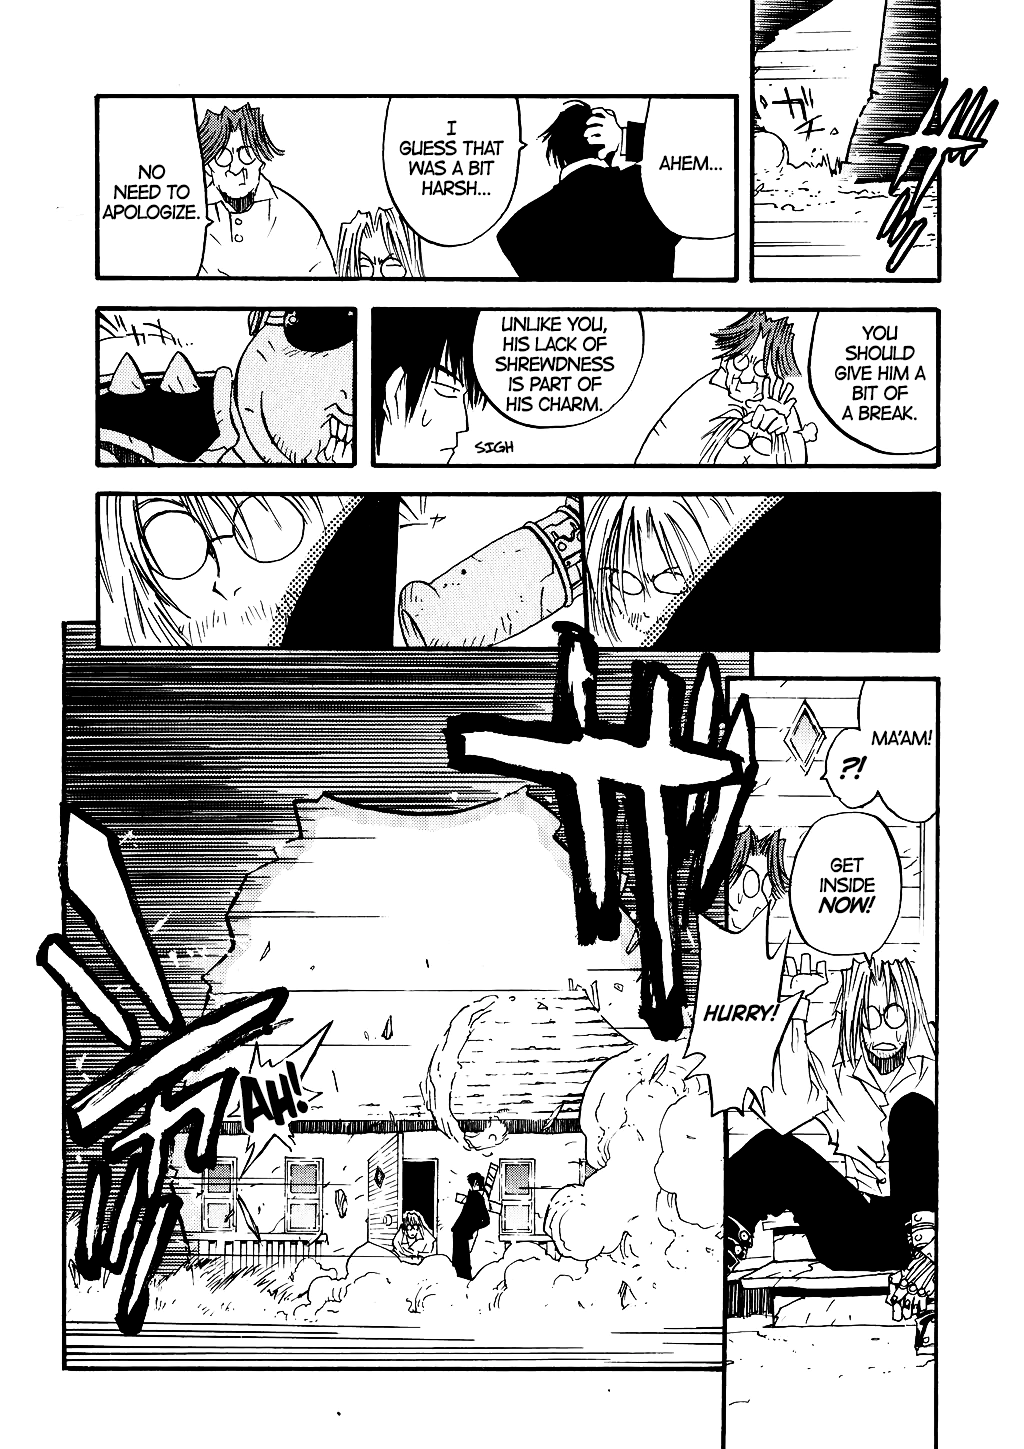 AHEM...
I
GUESS THAT
WAS A BIT
HARSH...
NO
NEED TO
APOLOGIZE.
YOU
SHOULD
GIVE HIM A
BIT OF
A BREAK.
UNLIKE YOU,
HIS LACK OF
SHREWDNESS
IS PART OF
HIS CHARM.
SIGH
MA'AM!
?!
GET
INSIDE
NOW!
HURRY!
AH!